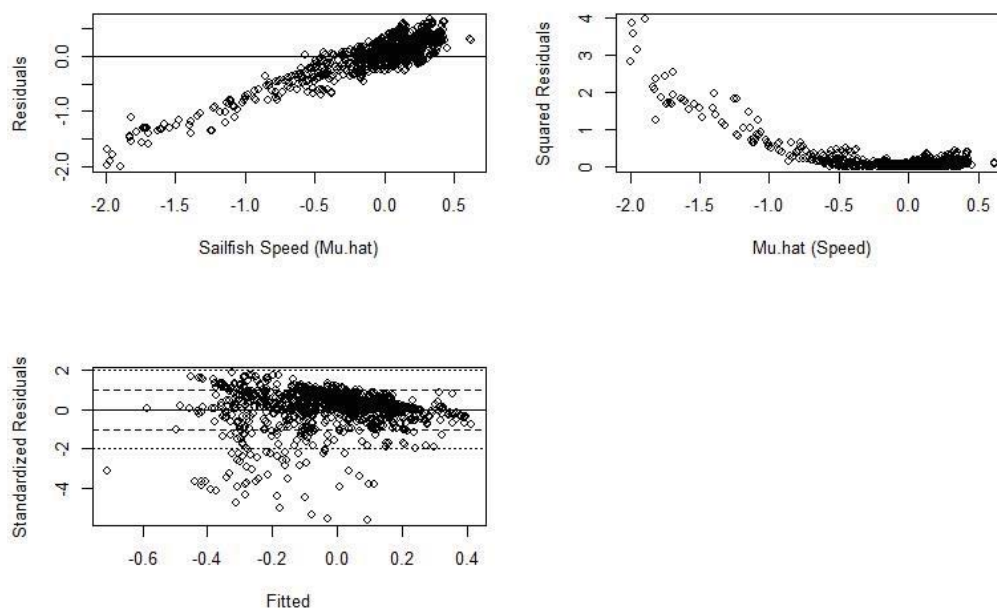 Residuals
0.0
-1.0
-2.0
-2.0 -1.5 -1.0 -0.5 0.0 0.5
Sailfish Speed (Mu.hat)
Squared Residuals
4
3
2
1
0
-2.0 -1.5 -1.0 -0.5 0.0 0.5
Mu.hat (Speed)
Standardized Residuals
2
0
-2
-4
-0.6 -0.4 -0.2 0.0 0.2 0.4
Fitted